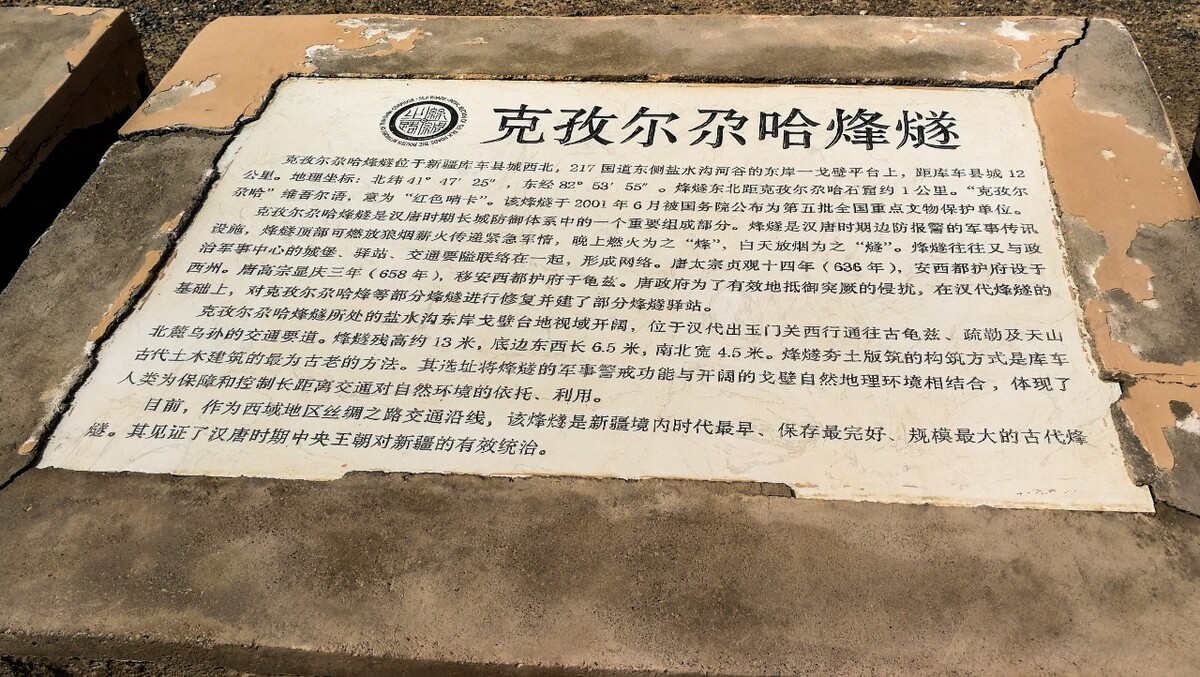 克孜尔尕哈烽燧
克孜尔尕哈烽燧位于新疆库车县城西北，217 国道东侧盐水沟河谷的东岸一戈壁平台上，距库车县城 12
公里。地理坐标：北纬 41° 47′ 25″，东经 82° 53′ 55″。烽燧东北距克孜尔尕哈石窟约 1 公里。“克孜尔
尕哈”维吾尔语，意为“红色哨卡”。该烽燧于 2001 年 6 月被国务院公布为第五批全国重点文物保护单位。
克孜尔尕哈烽燧是汉唐时期长城防御体系中的一个重要组成部分。烽燧是汉唐时期边防报警的军事传讯
设施，烽燧顶部可燃放狼烟薪火传递紧急军情，晚上燃火为之“烽”，白天放烟为之“燧”。烽燧往往又与政
治军事中心的城堡、驿站、交通要隘联络在一起，形成网络。唐太宗贞观十四年（636 年），安西都护府设于
西州。唐高宗显庆三年（658 年），移安西都护府于龟兹。唐政府为了有效地抵御突厥的侵扰，在汉代烽燧的
基础上，对克孜尔尕哈烽等部分烽燧进行修复并建了部分烽燧驿站。
克孜尔尕哈烽燧所处的盐水沟东岸戈壁台地视域开阔，位于汉代出玉门关西行通往古龟兹、疏勒及天山
北麓乌孙的交通要道。烽燧残高约 13 米，底边东西长 6.5 米，南北宽 4.5 米。烽燧夯土版筑的构筑方式是库车
古代土木建筑的最为古老的方法。其选址将烽燧的军事警戒功能与开阔的戈壁自然地理环境相结合，体现了
人类为保障和控制长距离交通对自然环境的依托、利用。
目前，作为西域地区丝绸之路交通沿线，该烽燧是新疆境内时代最早、保存最完好、规模最大的古代烽
燧。其见证了汉唐时期中央王朝对新疆的有效统治。